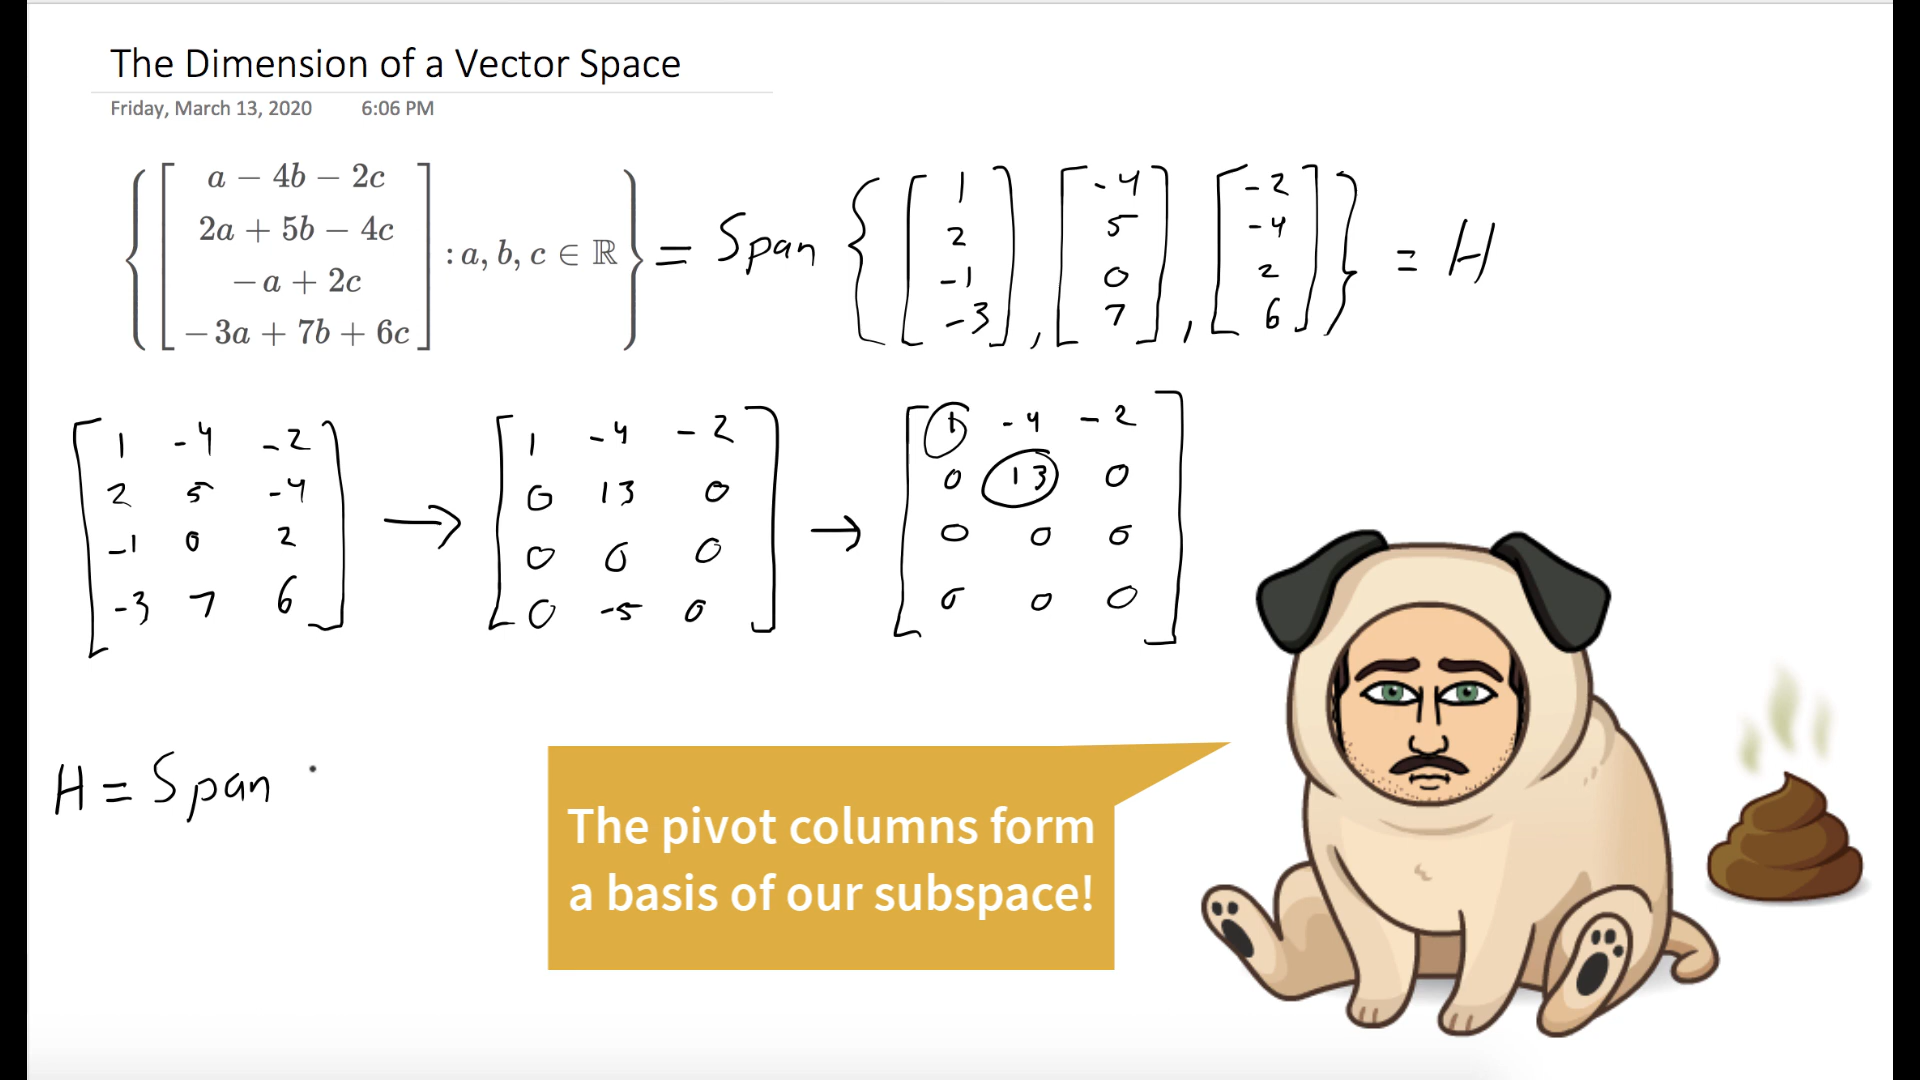 The Dimension of a Vector Space
Friday, March 13, 2020 6:06 PM
{ [ a − 4b − 2c
2a + 5b − 4c
−a + 2c
−3a + 7b + 6c ] : a, b, c ∈ ℝ } = Span { [ 1 2 -1 -3 ] , [ -4 5 0 7 ] , [ -2 -4 2 6 ] } = H
[ 1 -4 -2
2 5 -4
-1 0 2
-3 7 6 ]
→
[ 1 -4 -2
0 13 0
0 0 0
0 -5 0 ]
→
[ 1 -4 -2
0 13 0
0 0 0
0 0 0 ]
H = Span
The pivot columns form
a basis of our subspace!